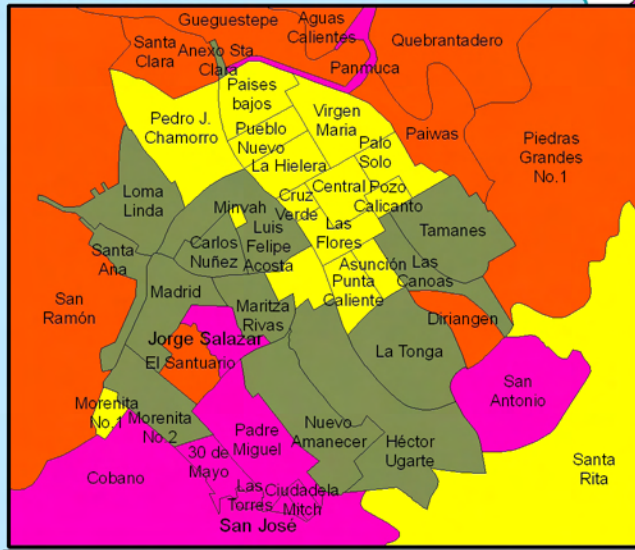 Gueguestepe
Aguas
Calientes
Santa
Clara
Anexo Sta.
Clara
Quebrantadero
Panmuca
Paises
bajos
Pedro J.
Chamorro
Virgen
Maria
Pueblo
Nuevo
Palo
Solo
Paiwas
Piedras
Grandes
No.1
La Hielera
Loma
Linda
Minvah
Cruz
Verde
Central
Pozo
Calicanto
Luis
Felipe
Acosta
Las
Flores
Tamanes
Carlos
Nuñez
Santa
Ana
Asunción
Punta
Caliente
Las
Canoas
San
Ramón
Madrid
Maritza
Rivas
Diriangen
Jorge Salazar
El Santuario
La Tonga
San
Antonio
Morenita
No.1
Morenita
No.2
Padre
Miguel
Nuevo
Amanecer
Héctor
Ugarte
30 de
Mayo
Cobano
Las
Torres
Ciudadela
Mitch
San José
Santa
Rita